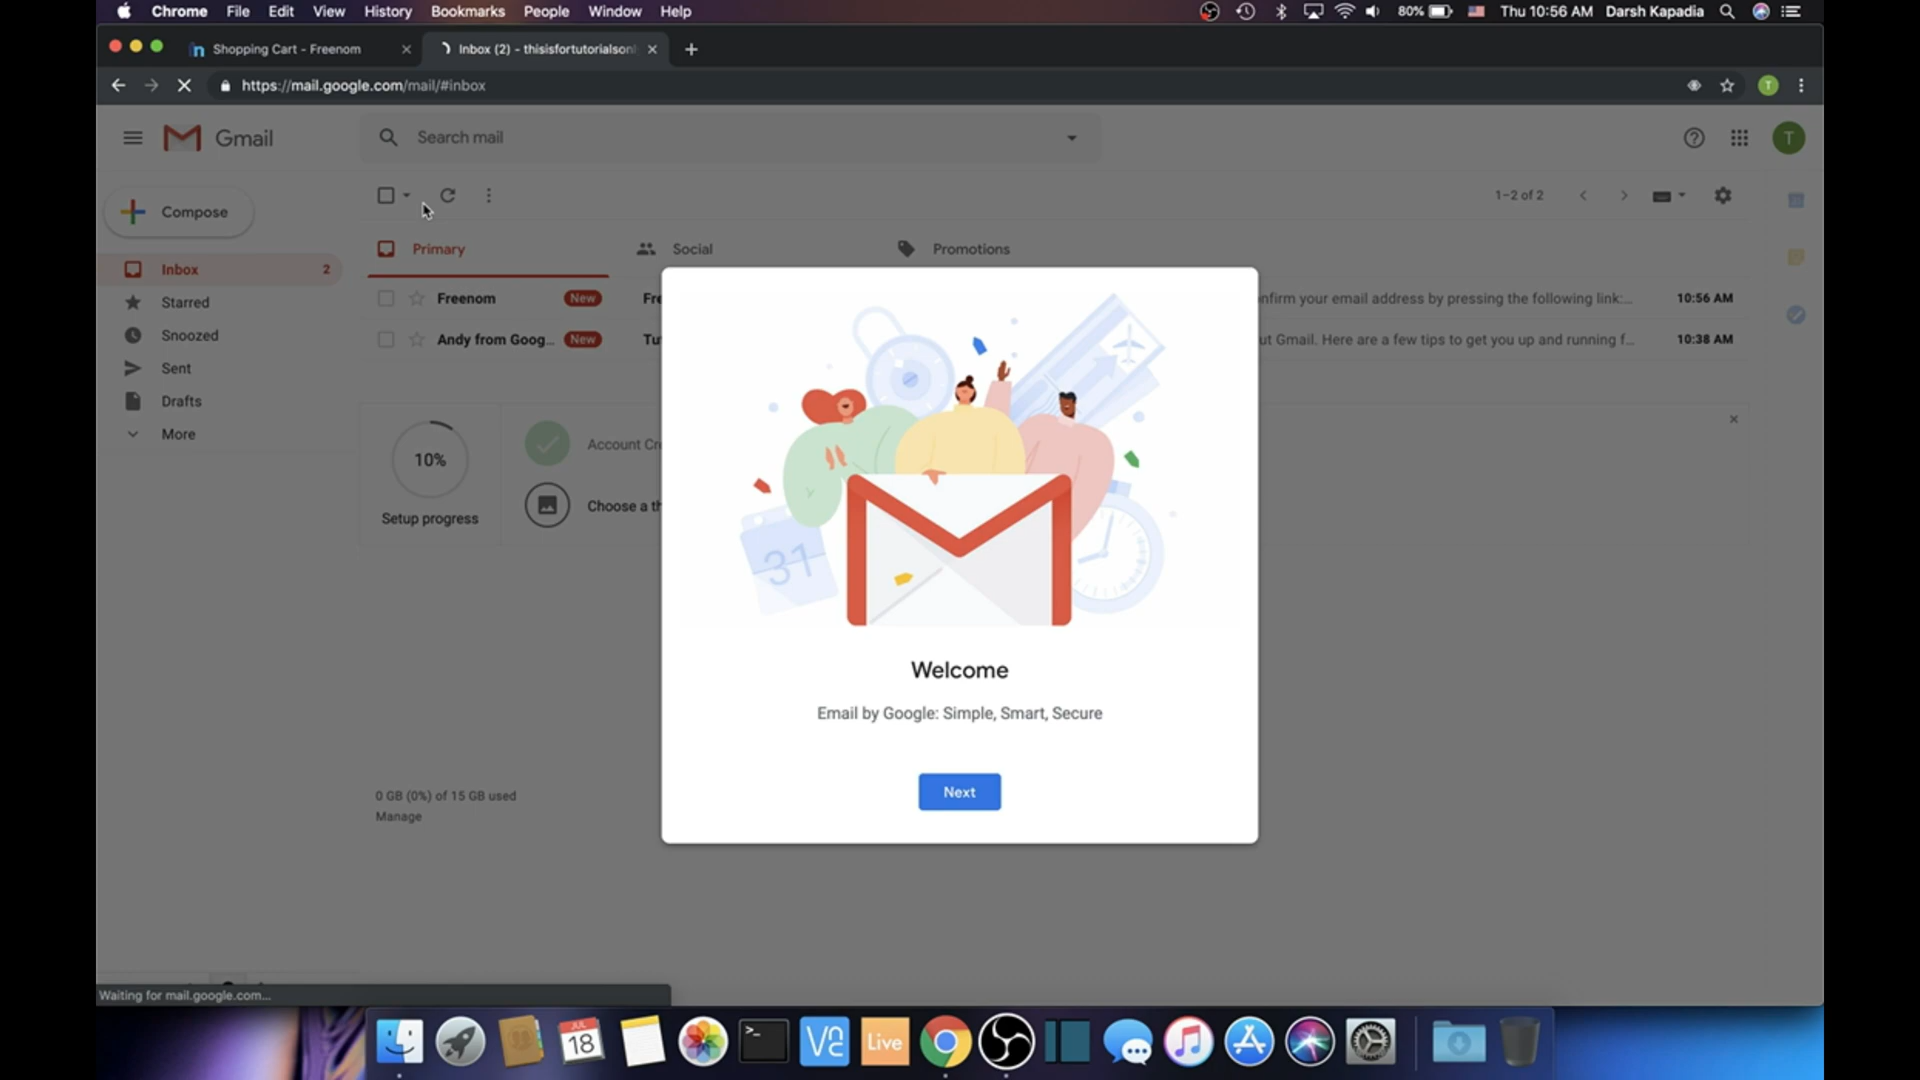 Chrome File Edit View History Bookmarks People Window Help 80% Thu 10:56 AM Darsh Kapadia
Shopping Cart - Freenom Inbox (2) - thisisfortutorialson
https://mail.google.com/mail/#inbox T
Gmail Search mail T
Compose 1–2 of 2
Primary Social Promotions
Inbox 2
Freenom New Fre nfirm your email address by pressing the following link:... 10:56 AM
Starred
Snoozed
Andy from Goog... New Tu ut Gmail. Here are a few tips to get you up and running f... 10:38 AM
Sent
Drafts
More
10% Account Cr
Choose a th
Setup progress
31
Welcome
Email by Google: Simple, Smart, Secure
Next
0 GB (0%) of 15 GB used
Manage
Waiting for mail.google.com...
JUL
18
>_
V2
Live